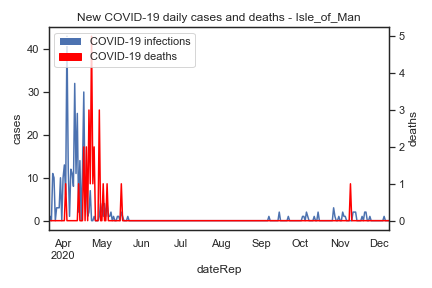 New COVID-19 daily cases and deaths - Isle_of_Man
COVID-19 infections
COVID-19 deaths
40
30
20
10
0
cases
5
4
3
2
1
0
deaths
Apr May Jun Jul Aug Sep Oct Nov Dec
2020
dateRep